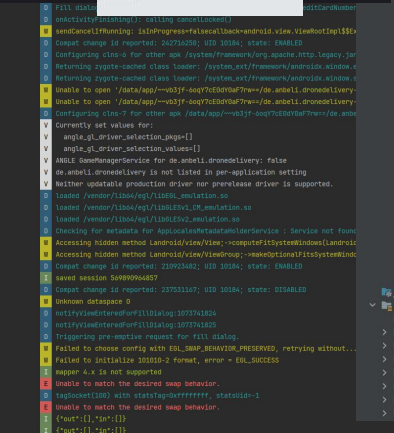 D Fill dialo editCardNumber
D onActivityFinishing(): calling cancelLocked()
W sendCancelIfRunning: isInProgress=falsecallback=android.view.ViewRootImpl$$Ex
D Compat change id reported: 262716258; UID 10184; state: ENABLED
D Configuring clns-6 for other apk /system/framework/org.apache.http.legacy.jar
D Returning zygote-cached class loader: /system_ext/framework/androidx.window.e
D Returning zygote-cached class loader: /system_ext/framework/androidx.window.s
W Unable to open '/data/app/~~vb3jf-6oqY7cE0dY0aF7rw==/de.anbeli.dronedelivery-
W Unable to open '/data/app/~~vb3jf-6oqY7cE0dY0aF7rw==/de.anbeli.dronedelivery-
D Configuring clns-7 for other apk /data/app/~~vb3jf-6oqY7cE0dY0aF7rw==/de.anbe
V Currently set values for:
V angle_gl_driver_selection_pkgs=[]
V angle_gl_driver_selection_values=[]
V ANGLE GameManagerService for de.anbeli.dronedelivery: false
V de.anbeli.dronedelivery is not listed in per-application setting
V Neither updatable production driver nor prerelease driver is supported.
D loaded /vendor/lib64/egl/libEGL_emulation.so
D loaded /vendor/lib64/egl/libGLESv1_CM_emulation.so
D loaded /vendor/lib64/egl/libGLESv2_emulation.so
D Checking for metadata for AppLocalesMetadataHolderService : Service not found
W Accessing hidden method Landroid/view/View;->computeFitSystemWindows(Landroid
W Accessing hidden method Landroid/view/ViewGroup;->makeOptionalFitsSystemWindo
D Compat change id reported: 210923482; UID 10184; state: ENABLED
I saved session 569890964857
D Compat change id reported: 237531167; UID 10184; state: DISABLED
W Unknown dataspace 0
D notifyViewEnteredForFillDialog:1073741824
D notifyViewEnteredForFillDialog:1073741825
D Triggering pre-emptive request for fill dialog.
W Failed to choose config with EGL_SWAP_BEHAVIOR_PRESERVED, retrying without...
W Failed to initialize 101010-2 format, error = EGL_SUCCESS
I mapper 4.x is not supported
E Unable to match the desired swap behavior.
D tagSocket(100) with statsTag=0xffffffff, statsUid=-1
E Unable to match the desired swap behavior.
I {"out":[],"in":[]}
I {"out":[],"in":[]}